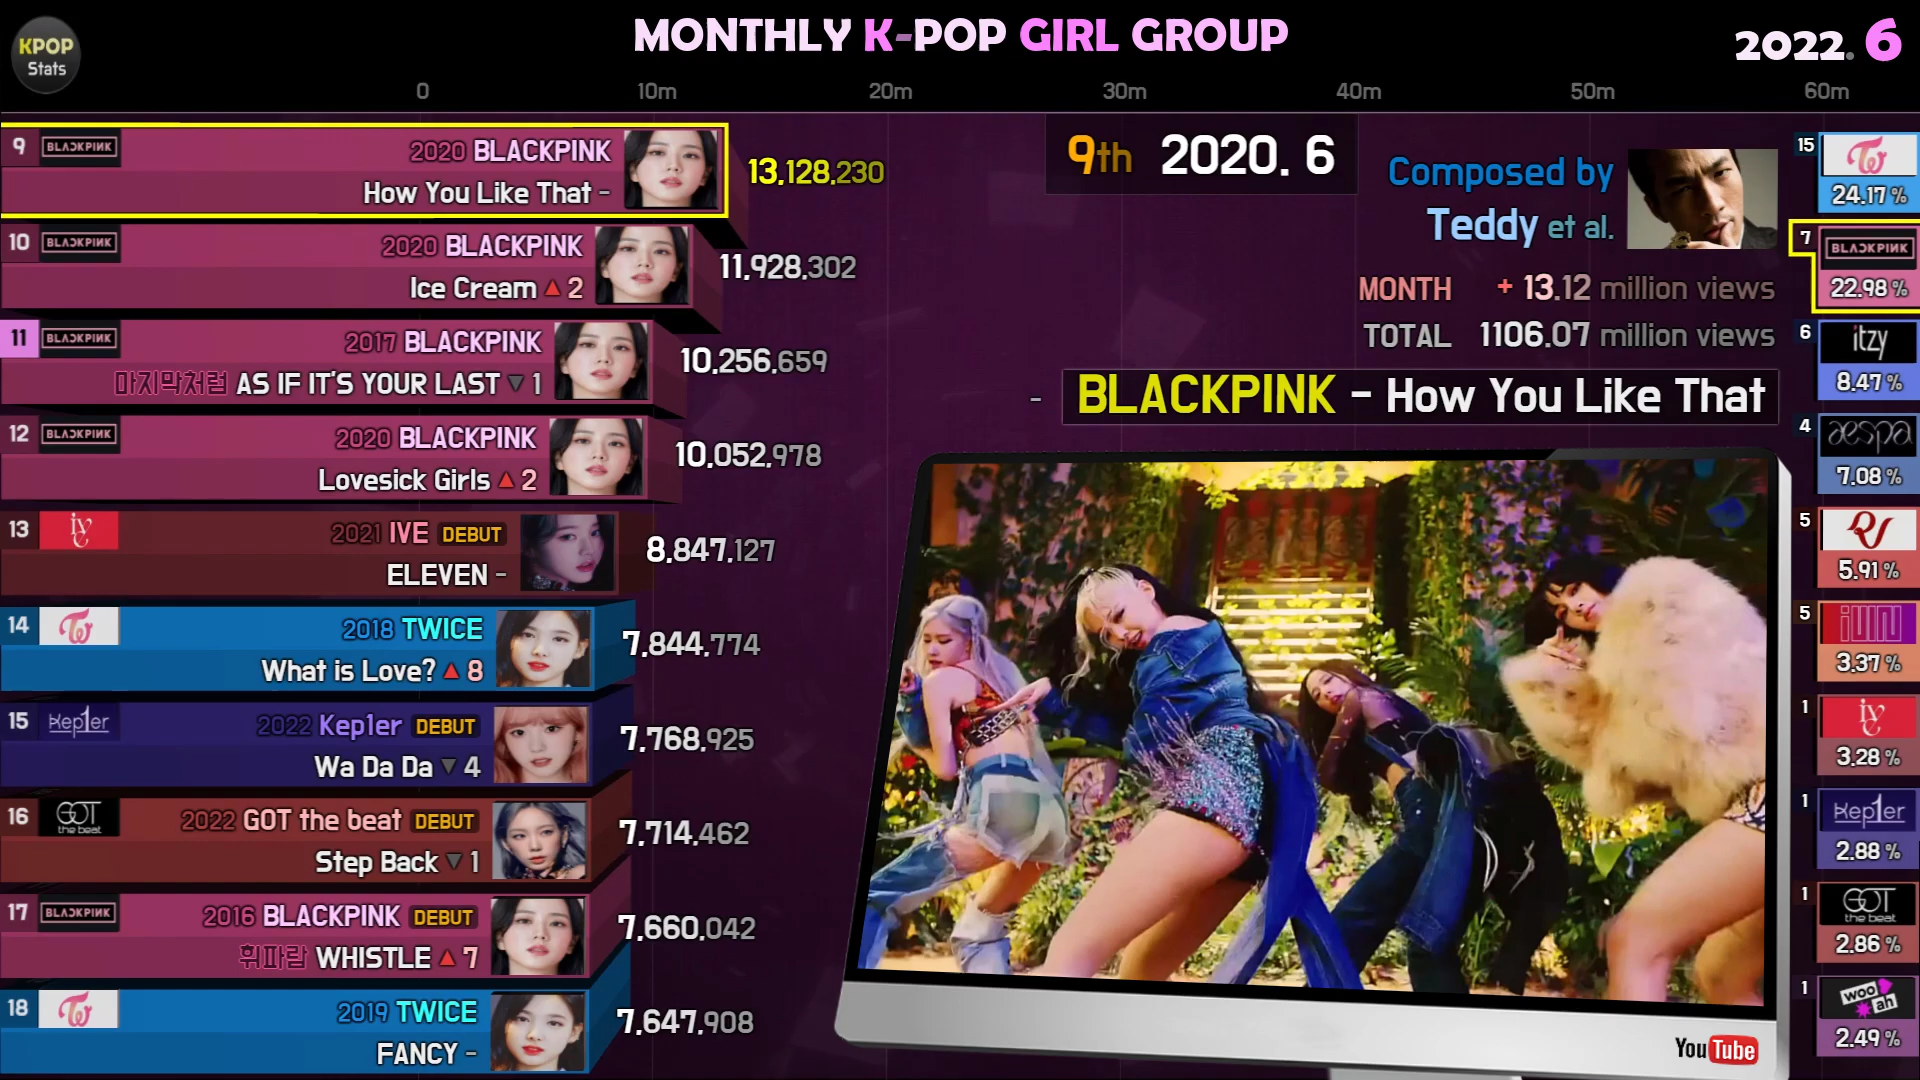 KPOP
Stats
MONTHLY K-POP GIRL GROUP
2022. 6
0 10m 20m 30m 40m 50m 60m
9 BLACKPINK 2020 BLACKPINK
How You Like That -
13,128,230
10 BLACKPINK 2020 BLACKPINK
Ice Cream ▲ 2
11,928,302
11 BLACKPINK 2017 BLACKPINK
마지막처럼 AS IF IT'S YOUR LAST ▼ 1
10,256,659
12 BLACKPINK 2020 BLACKPINK
Lovesick Girls ▲ 2
10,052,978
13 IVE 2021 IVE DEBUT
ELEVEN -
8,847,127
14 TW 2018 TWICE
What is Love? ▲ 8
7,844,774
15 Kep1er 2022 Kep1er DEBUT
Wa Da Da ▼ 4
7,768,925
16 GOT the beat 2022 GOT the beat DEBUT
Step Back ▼ 1
7,714,462
17 BLACKPINK 2016 BLACKPINK DEBUT
휘파람 WHISTLE ▲ 7
7,660,042
18 TW 2019 TWICE
FANCY -
7,647,908
9th 2020. 6
Composed by
Teddy et al.
MONTH + 13.12 million views
TOTAL 1106.07 million views
- BLACKPINK - How You Like That
YouTube
15 TW
24.17 %
7 BLACKPINK
22.98 %
6 itzy
8.47 %
4 aespa
7.08 %
5 RV
5.91 %
5
3.37 %
1 IVE
3.28 %
1 Kep1er
2.88 %
1 GOT the beat
2.86 %
1 woo ah
2.49 %